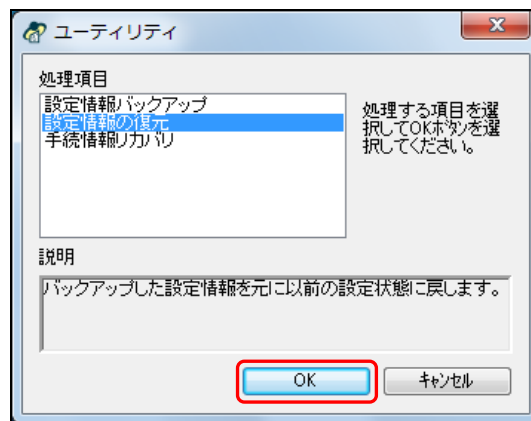 ユーティリティ
処理項目
設定情報バックアップ
設定情報の復元
手続情報リカバリ
処理する項目を選
択してOKボタンを選
択してください。
説明
バックアップした設定情報を元に以前の設定状態に戻します。
OK
キャンセル